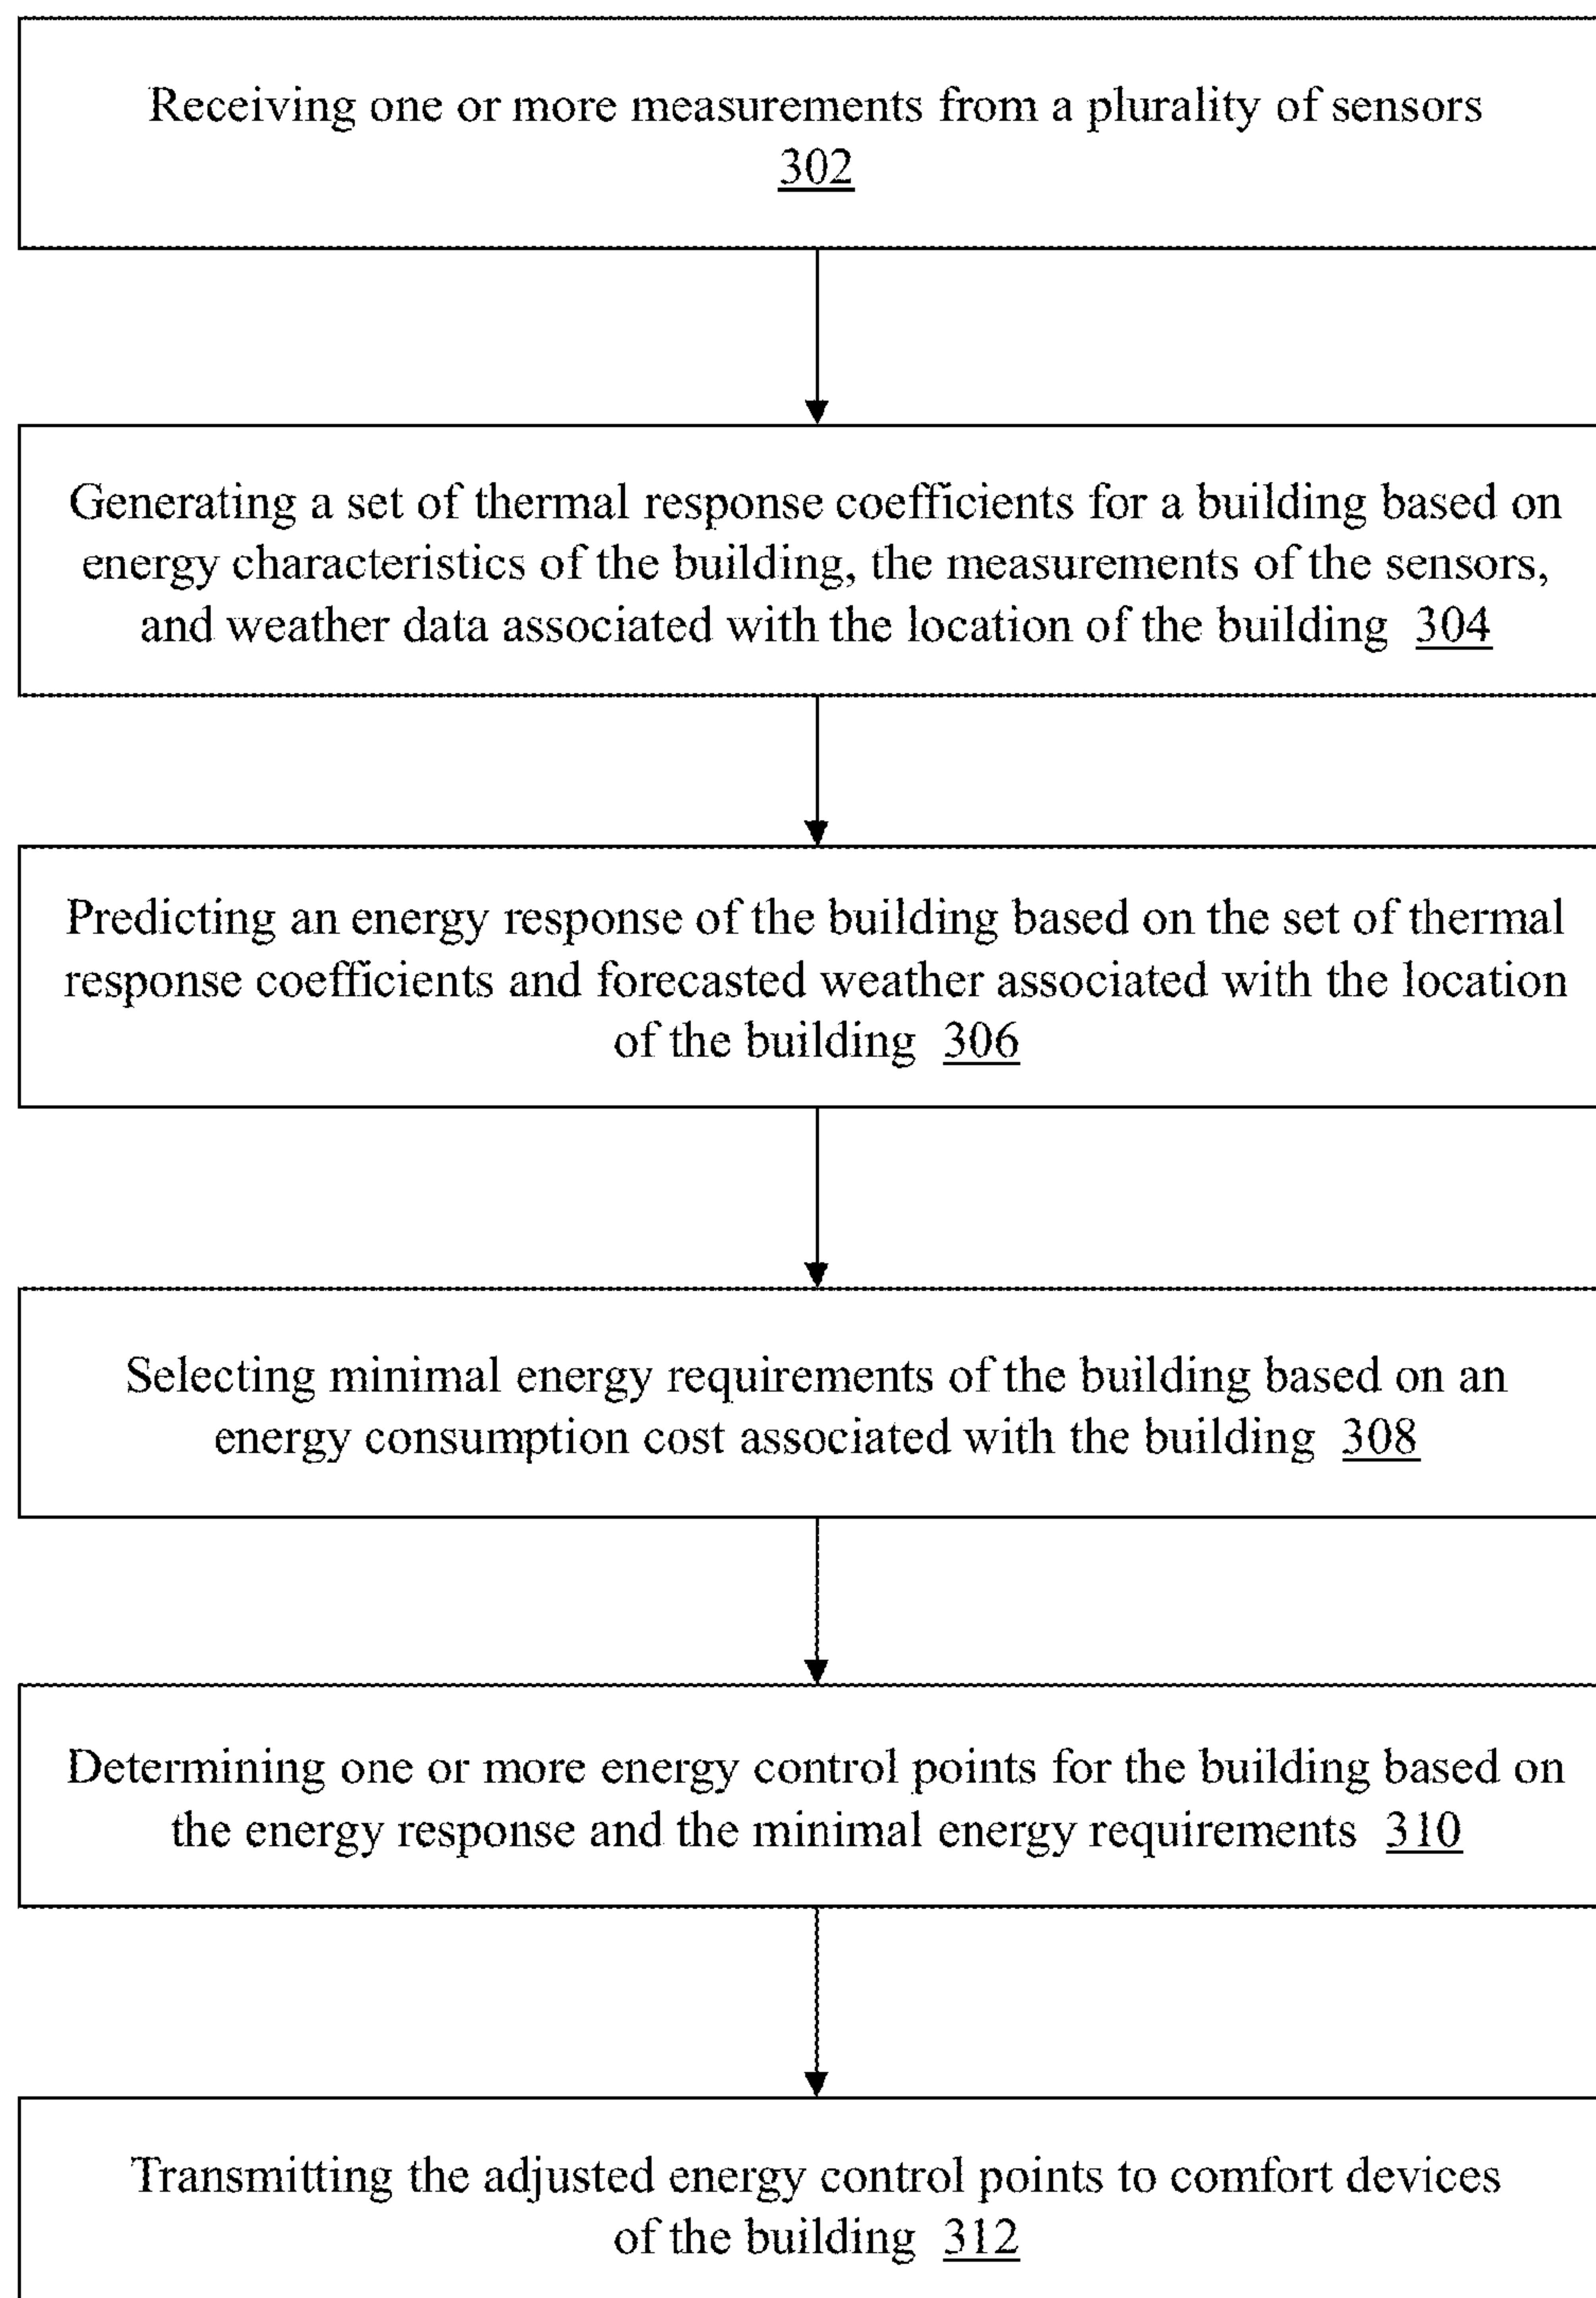 Receiving one or more measurements from a plurality of sensors
302
Generating a set of thermal response coefficients for a building based on
energy characteristics of the building, the measurements of the sensors,
and weather data associated with the location of the building 304
Predicting an energy response of the building based on the set of thermal
response coefficients and forecasted weather associated with the location
of the building 306
Selecting minimal energy requirements of the building based on an
energy consumption cost associated with the building 308
Determining one or more energy control points for the building based on
the energy response and the minimal energy requirements 310
Transmitting the adjusted energy control points to comfort devices
of the building 312